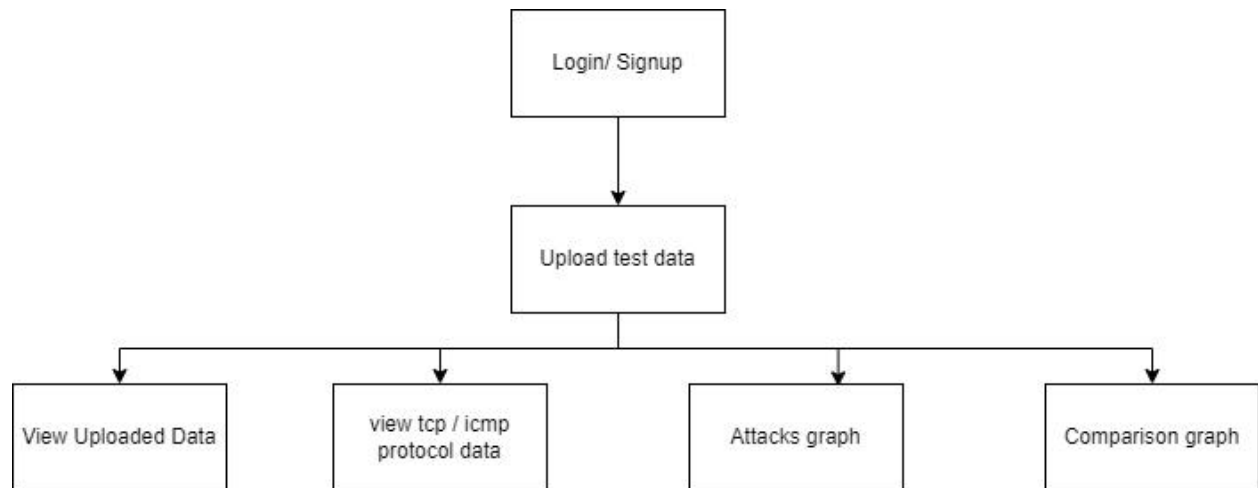 Login/ Signup
Upload test data
View Uploaded Data
view tcp / icmp
protocol data
Attacks graph
Comparison graph